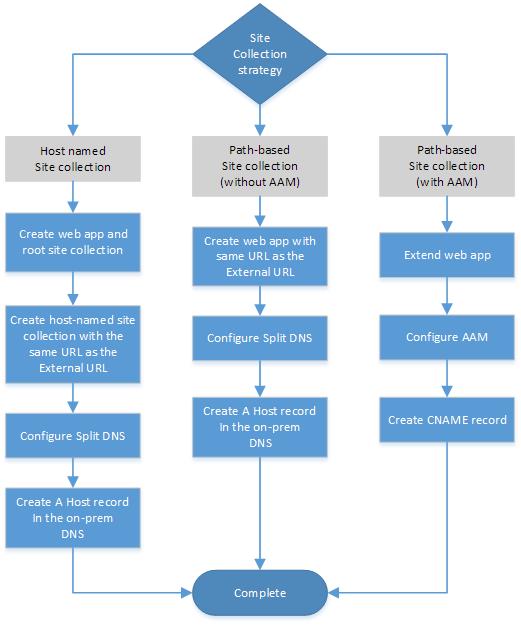 Site
Collection
strategy
Host named
Site collection
Create web app and
root site collection
Create host-named site
collection with the
same URL as the
External URL
Configure Split DNS
Create A Host record
In the on-prem
DNS
Path-based
Site collection
(without AAM)
Create web app with
same URL as the
External URL
Configure Split DNS
Create A Host record
In the on-prem
DNS
Path-based
Site collection
(with AAM)
Extend web app
Configure AAM
Create CNAME record
Complete